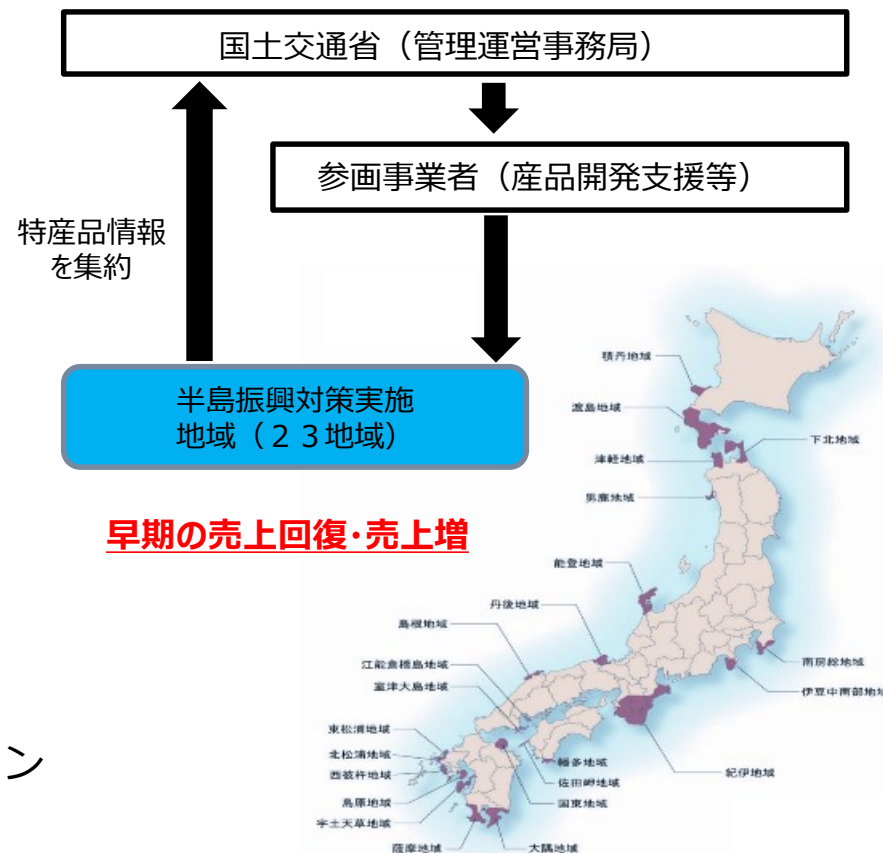 国土交通省（管理運営事務局）
参画事業者（産品開発支援等）
特産品情報
を集約
半島振興対策実施
地域（２３地域）
早期の売上回復・売上増
積丹地域
渡島地域
下北地域
津軽地域
男鹿地域
能登地域
丹後地域
島根地域
江能倉橋島地域
室津大島地域
南房総地域
伊豆中南部地域
東松浦地域
北松浦地域
西彼杵地域
島原地域
宇土天草地域
幡多地域
佐田岬地域
国東地域
紀伊地域
薩摩地域
大隅地域
ン